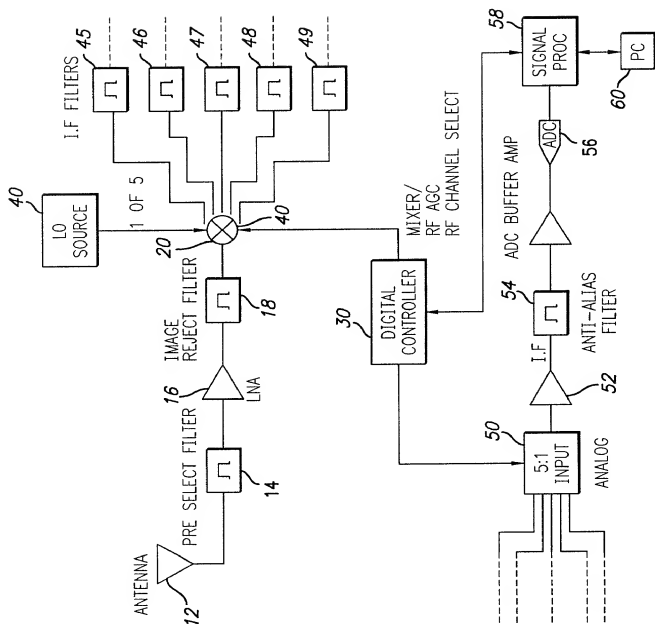 40
LO
SOURCE
1 OF 5
I.F FILTERS
45
46
47
48
49
ANTENNA
12
PRE SELECT FILTER
14
16
LNA
IMAGE
REJECT FILTER
18
20
40
30
DIGITAL
CONTROLLER
MIXER/
RF AGC
RF CHANNEL SELECT
50
5:1
INPUT
ANALOG
52
I.F
54
ANTI-ALIAS
FILTER
ADC BUFFER AMP
ADC
56
58
SIGNAL
PROC
60
PC